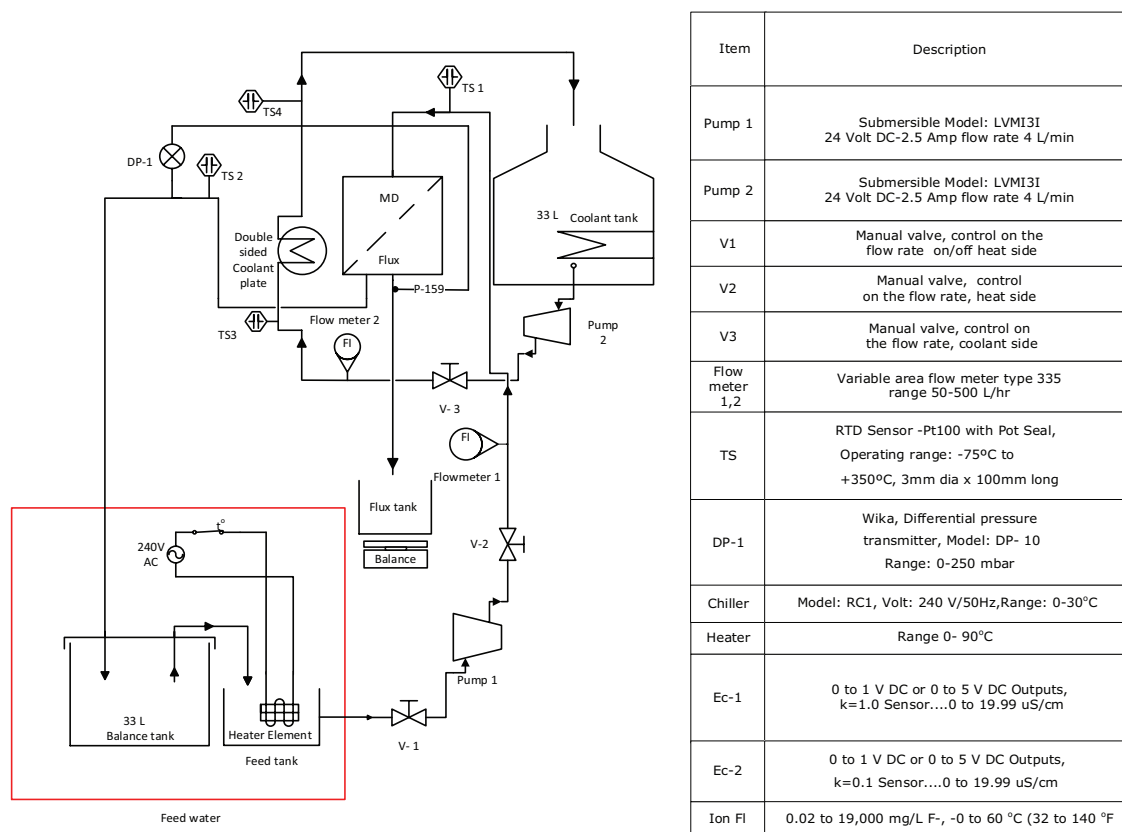 TS4
TS 1
DP-1
TS 2
MD
Flux
33 L
Coolant tank
Double
sided
Coolant
plate
P-159
TS3
Flow meter 2
FI
Pump
2
V- 3
FI
Flowmeter 1
Flux tank
Balance
V-2
240V
AC
t°
Pump 1
33 L
Balance tank
Heater Element
Feed tank
V- 1
Feed water
Item
Description
Pump 1
Submersible Model: LVMI3I
24 Volt DC-2.5 Amp flow rate 4 L/min
Pump 2
Submersible Model: LVMI3I
24 Volt DC-2.5 Amp flow rate 4 L/min
V1
Manual valve, control on the
flow rate on/off heat side
V2
Manual valve, control
on the flow rate, heat side
V3
Manual valve, control on
the flow rate, coolant side
Flow
meter
1,2
Variable area flow meter type 335
range 50-500 L/hr
TS
RTD Sensor -Pt100 with Pot Seal,
Operating range: -75ºC to
+350ºC, 3mm dia x 100mm long
DP-1
Wika, Differential pressure
transmitter, Model: DP- 10
Range: 0-250 mbar
Chiller
Model: RC1, Volt: 240 V/50Hz,Range: 0-30°C
Heater
Range 0- 90°C
Ec-1
0 to 1 V DC or 0 to 5 V DC Outputs,
k=1.0 Sensor....0 to 19.99 uS/cm
Ec-2
0 to 1 V DC or 0 to 5 V DC Outputs,
k=0.1 Sensor....0 to 19.99 uS/cm
Ion Fl
0.02 to 19,000 mg/L F-, -0 to 60 °C (32 to 140 °F